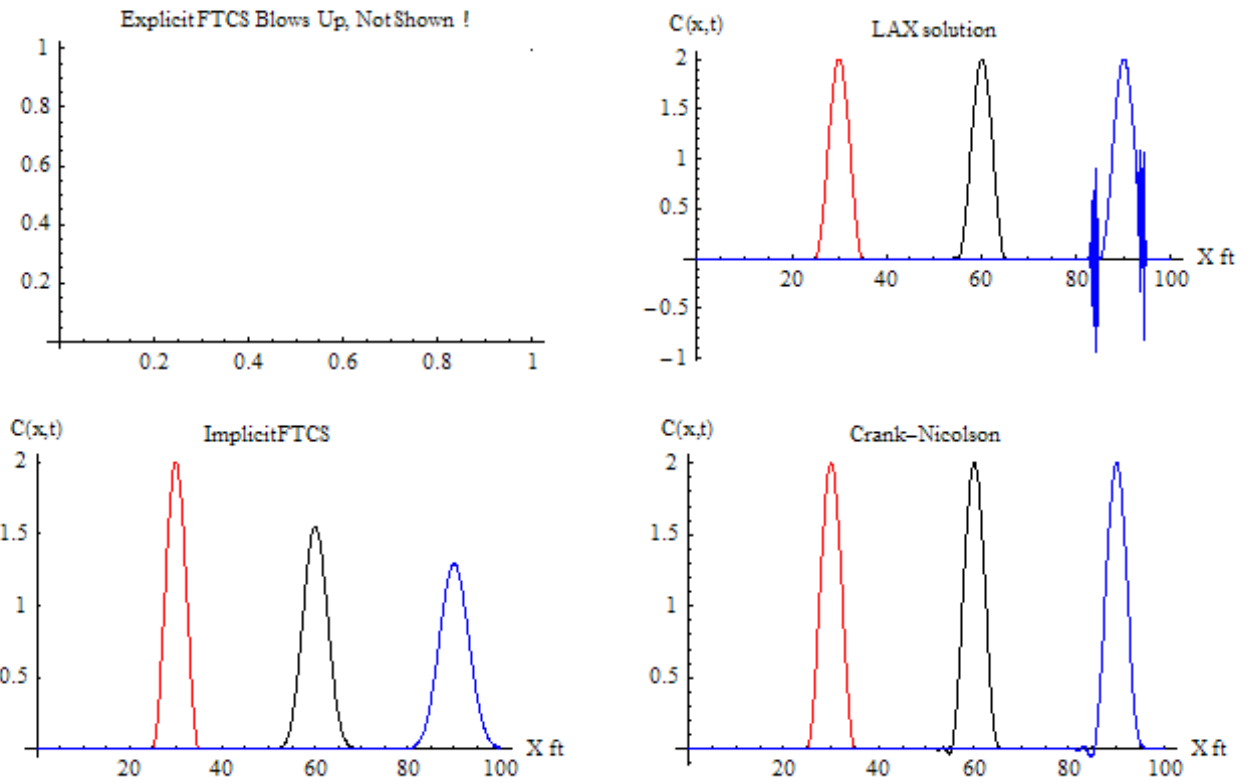 Explicit FTCS Blows Up, Not Shown !
1
0.8
0.6
0.4
0.2
0.2 0.4 0.6 0.8 1
C(x,t)
LAX solution
2
1.5
1
0.5
−0.5
−1
20 40 60 80 100
X ft
C(x,t)
Implicit FTCS
2
1.5
1
0.5
20 40 60 80 100
X ft
C(x,t)
Crank−Nicolson
2
1.5
1
0.5
20 40 60 80 100
X ft